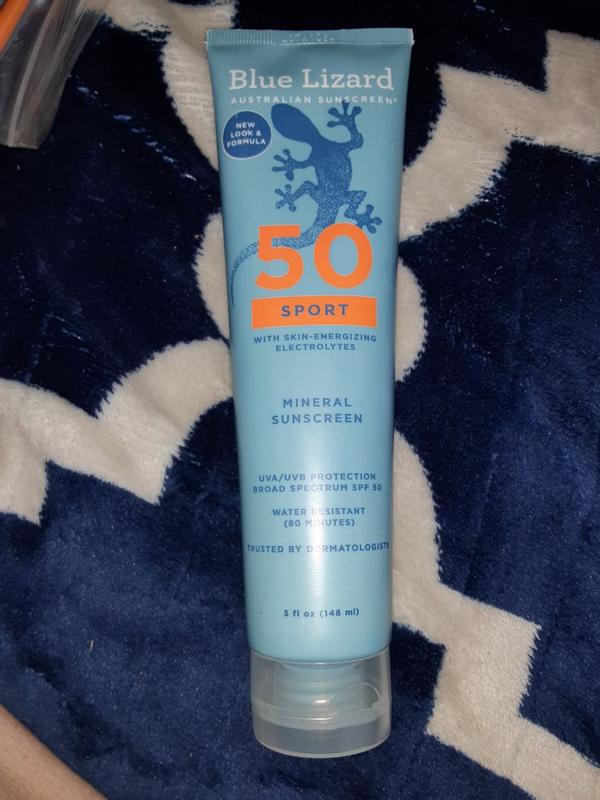 Blue Lizard
AUSTRALIAN SUNSCREEN®
NEW
LOOK &
FORMULA
50
SPORT
WITH SKIN-ENERGIZING
ELECTROLYTES
MINERAL
SUNSCREEN
UVA/UVB PROTECTION
BROAD SPECTRUM SPF 50
WATER RESISTANT
(80 MINUTES)
TRUSTED BY DERMATOLOGISTS
5 fl oz (148 ml)